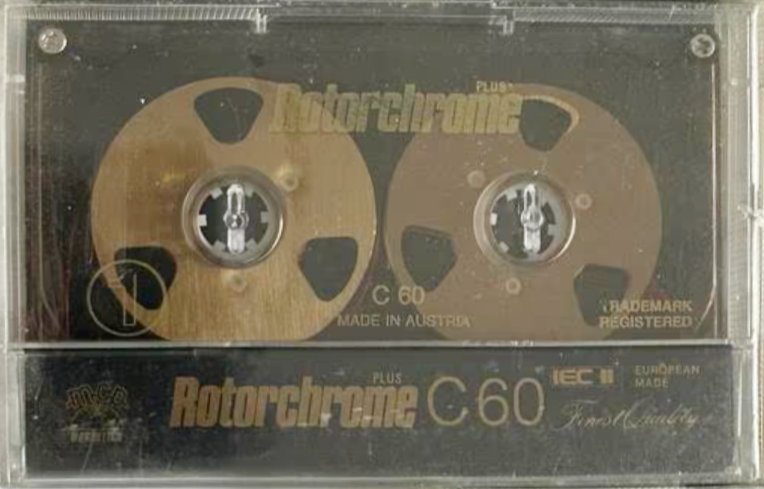 PLUS
Rotorchrome
1
C 60
MADE IN AUSTRIA
TRADEMARK
REGISTERED
PLUS
Rotorchrome C 60
IEC II
EUROPEAN
MADE
Finest Quality